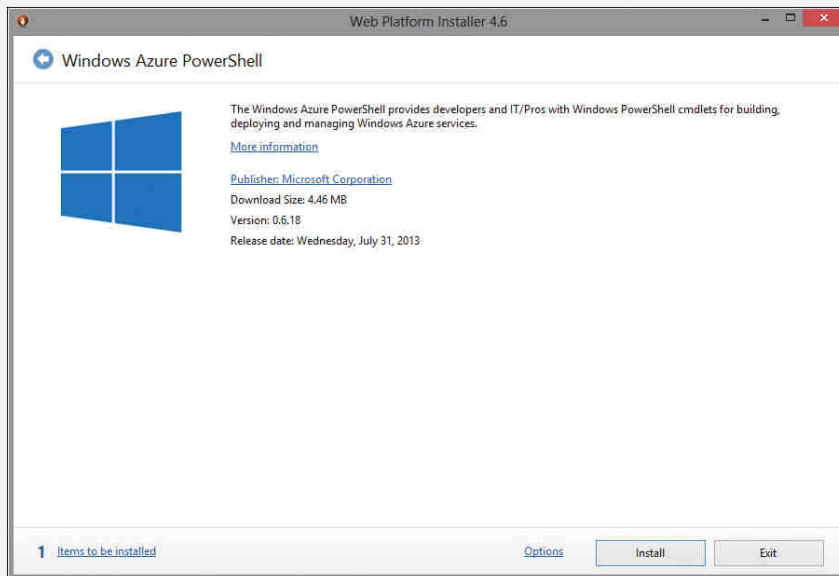 Web Platform Installer 4.6
Windows Azure PowerShell
The Windows Azure PowerShell provides developers and IT/Pros with Windows PowerShell cmdlets for building,
deploying and managing Windows Azure services.
More information
Publisher: Microsoft Corporation
Download Size: 4.46 MB
Version: 0.6.18
Release date: Wednesday, July 31, 2013
1 Items to be installed Options Install Exit